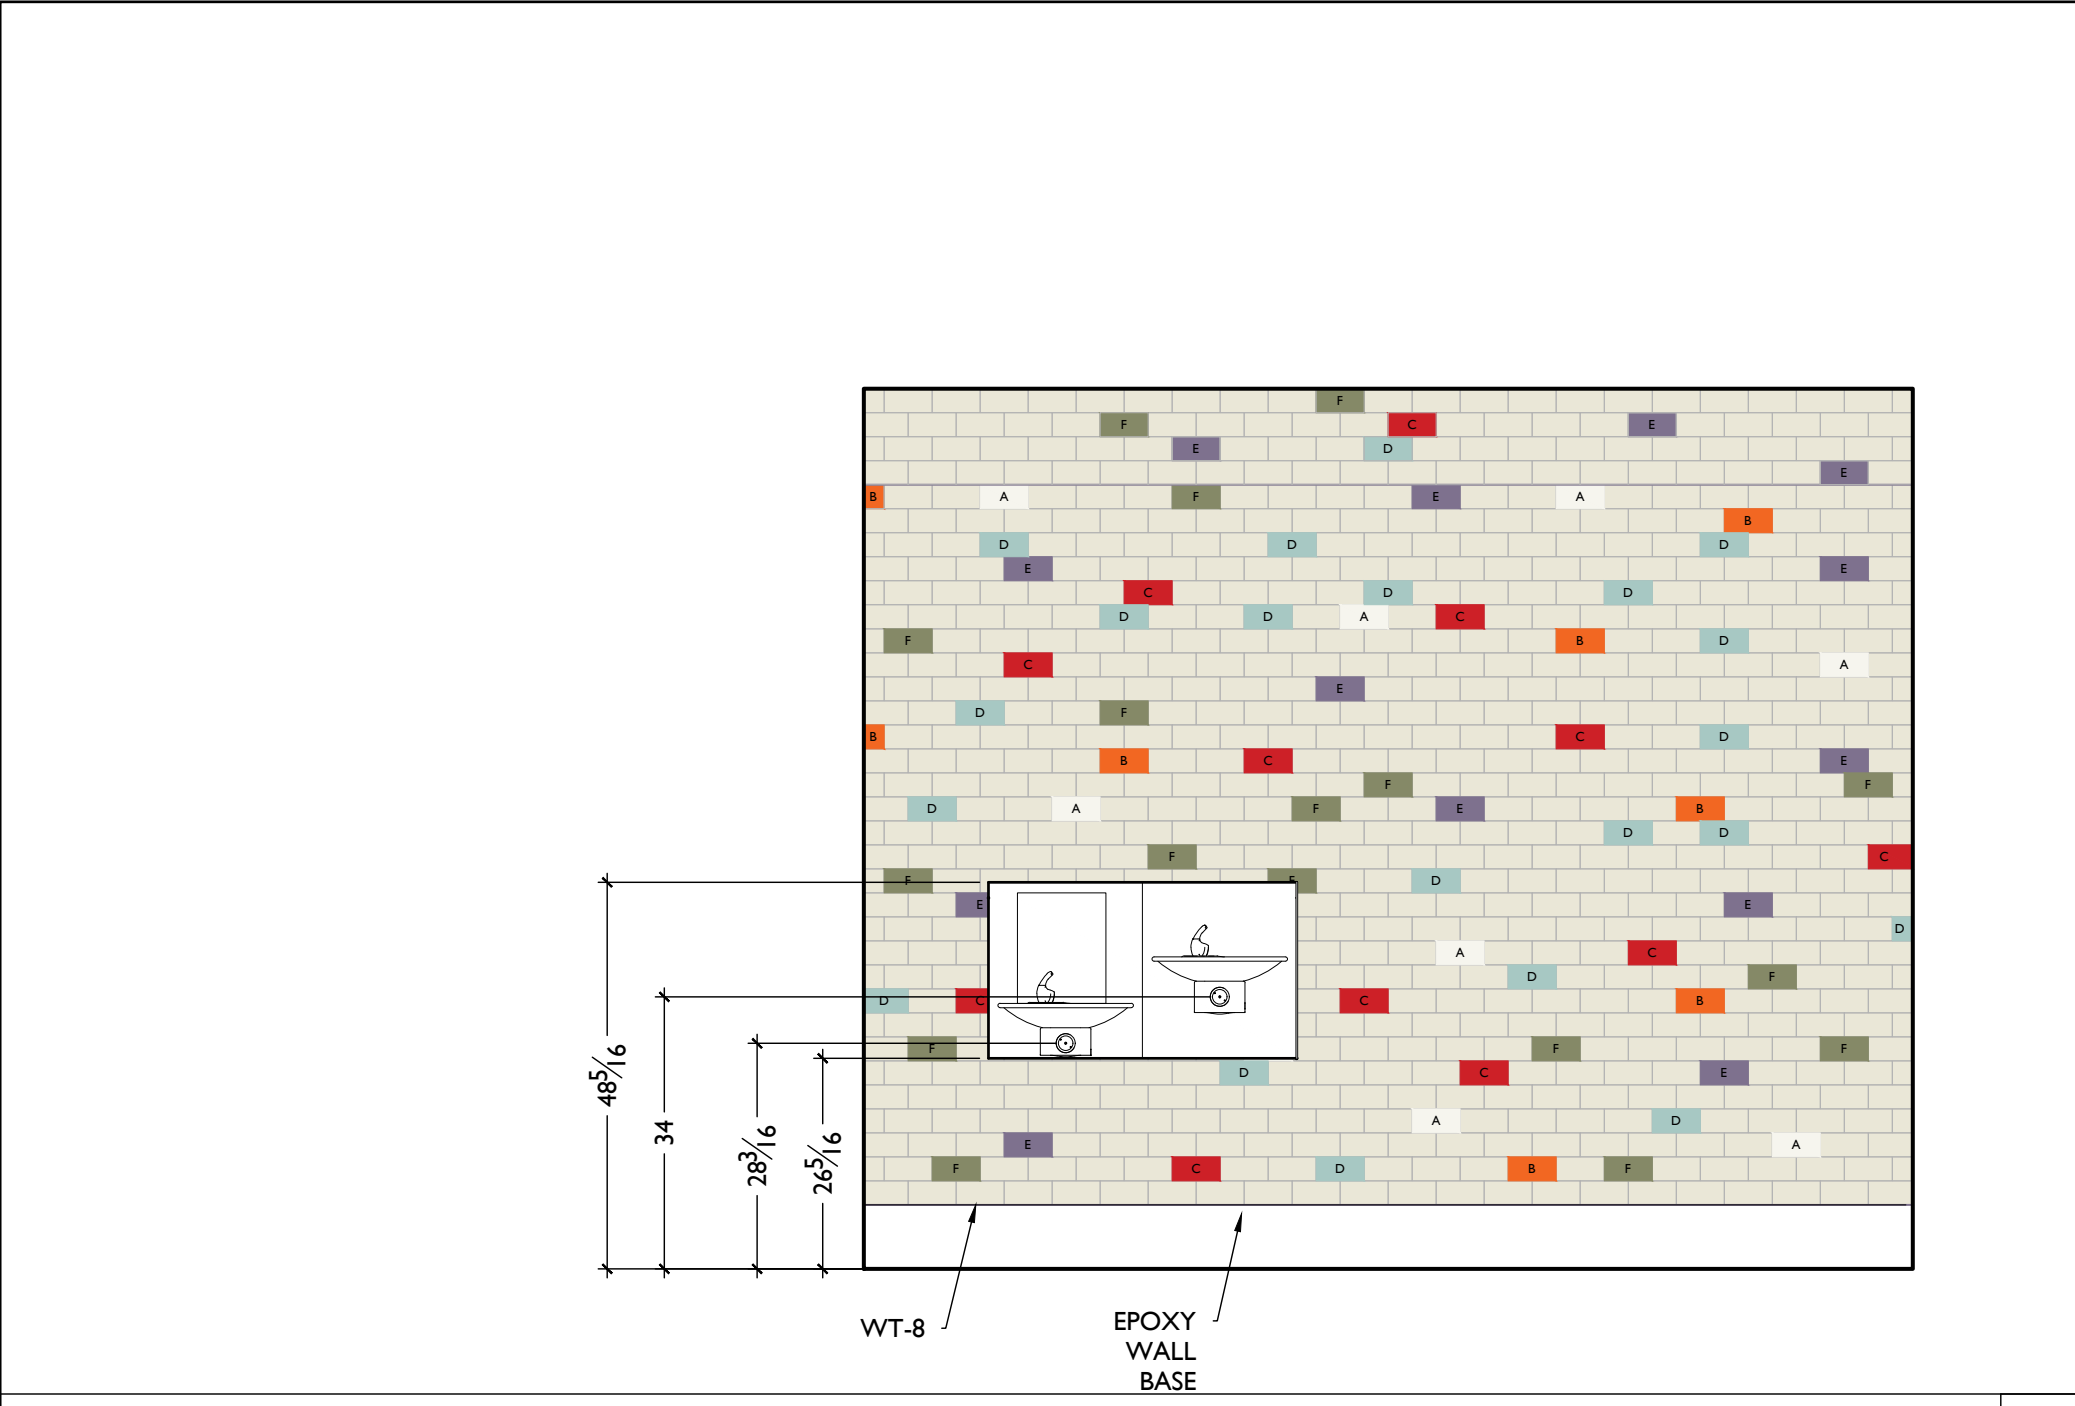 F
F C E
E D
E
B A F E A
B
D D D
E E
C D D
D D A C
F B D
C A
E
D F
B C D
B C E
F F
D A F E B
D D
F C
F F D
E E
D
A C
D F
D C C B
F F F
D C E
A D
E A
F C D B F
48 5/16
34
28 3/16
26 5/16
WT-8
EPOXY
WALL
BASE